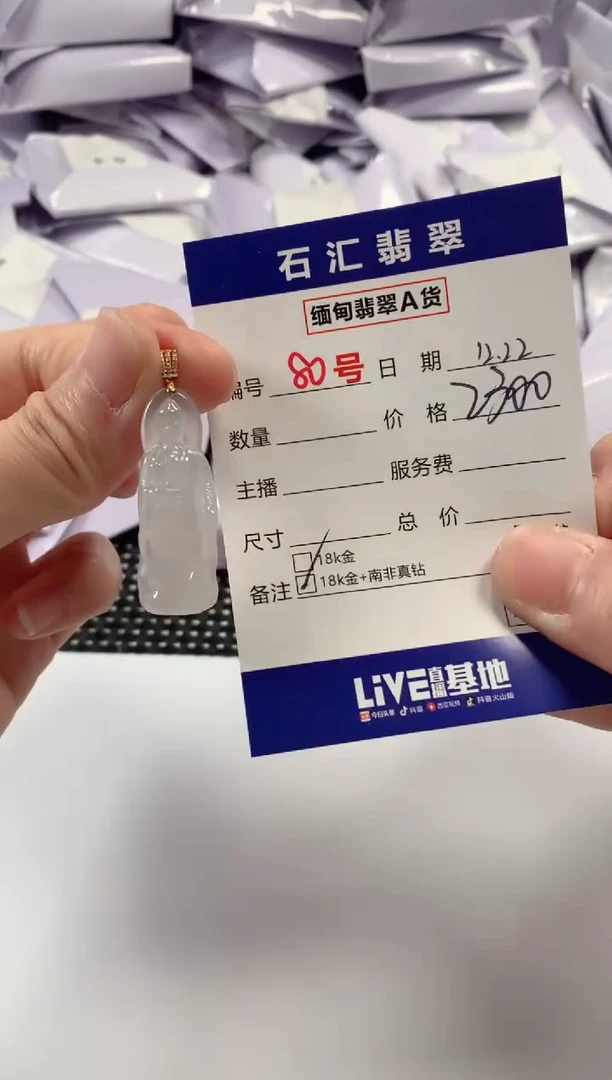 石汇翡翠
缅甸翡翠A货
编号 80号 日 期 12.22
数量 价 格
主播 服务费
尺寸 总 价
18k金
备注 18k金+南非真钻
LiVE直播基地
今日头条 抖音 西瓜视频 抖音火山版